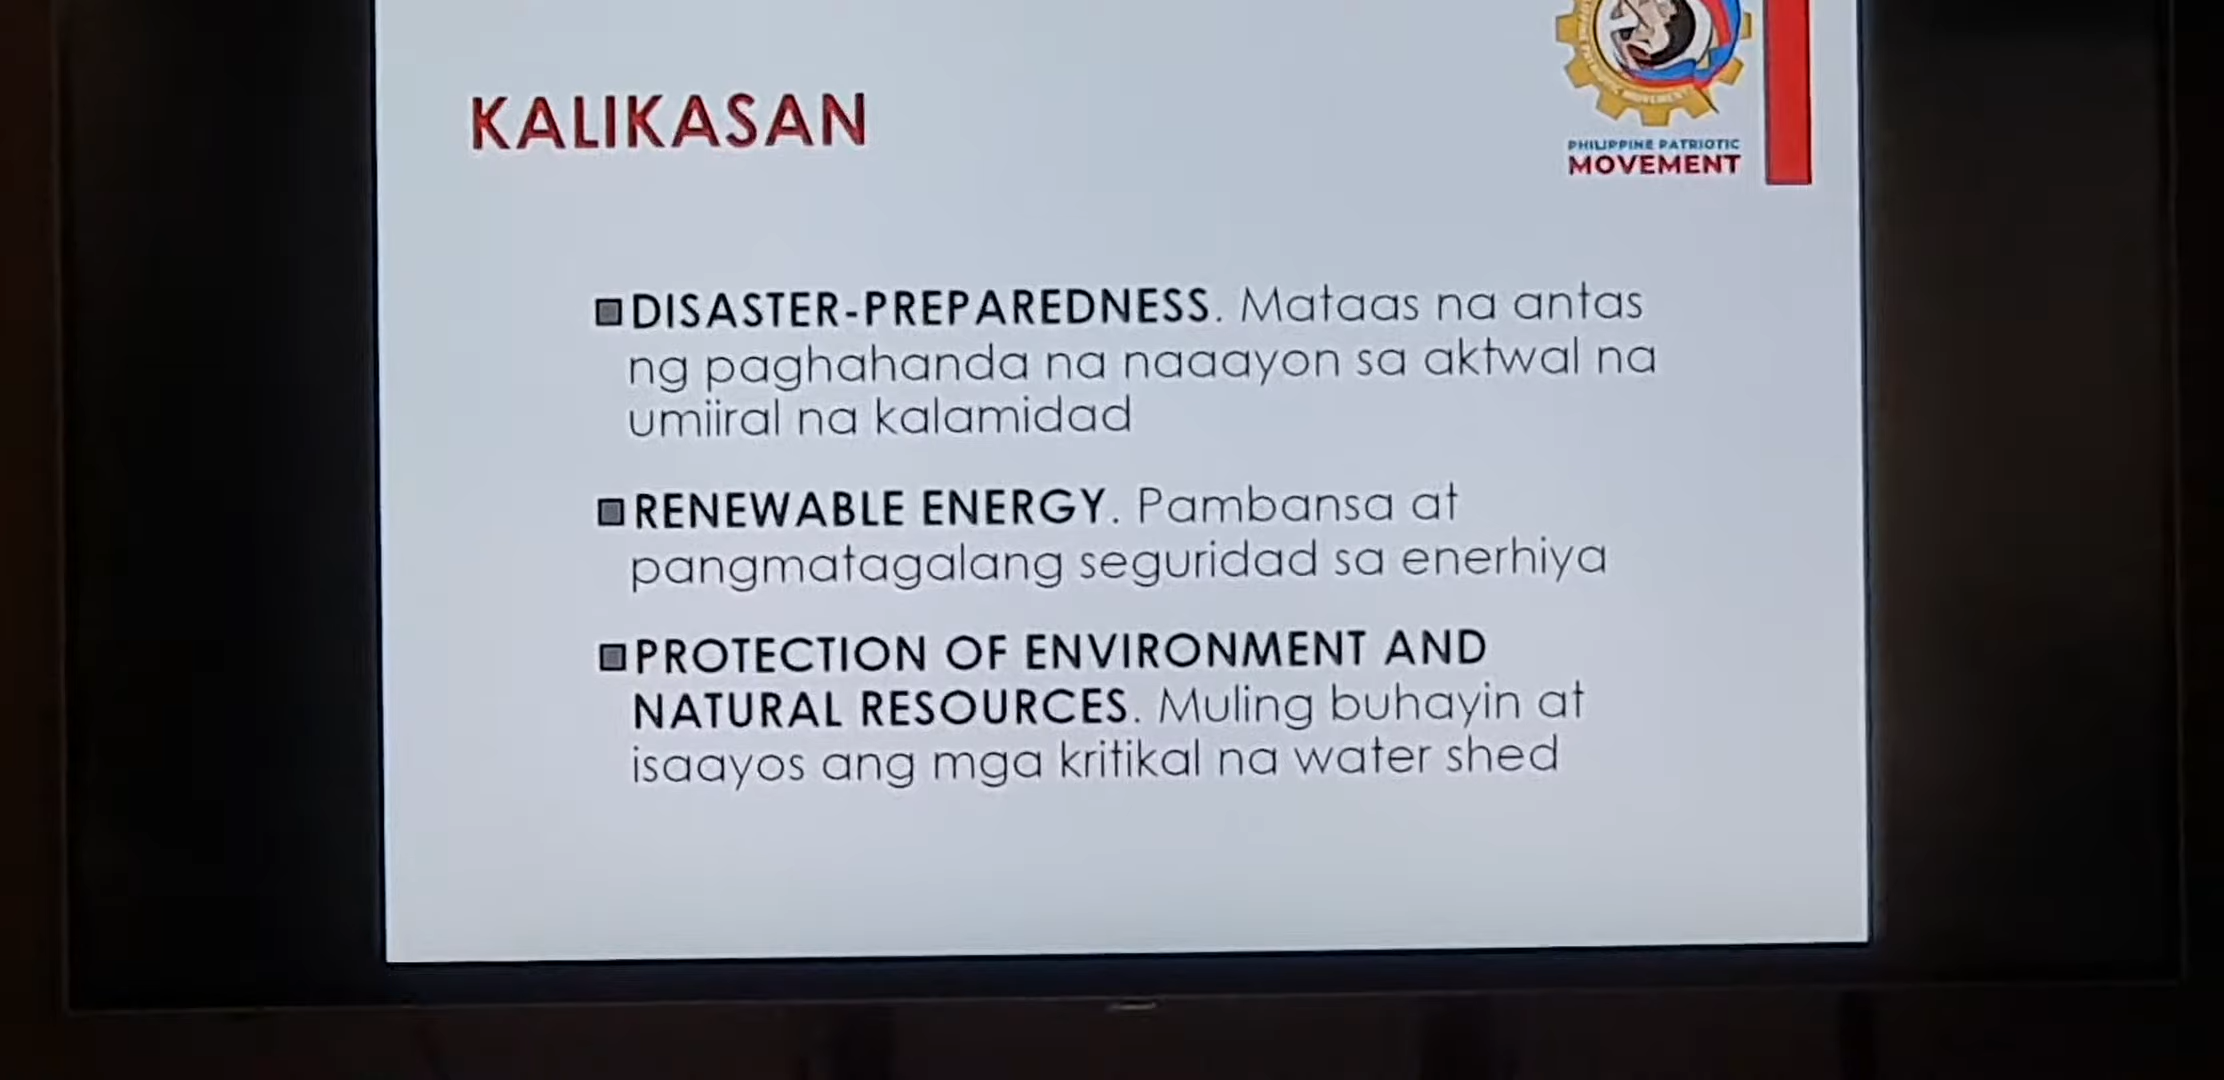 KALIKASAN
PHILIPPINE PATRIOTIC
MOVEMENT
DISASTER-PREPAREDNESS. Mataas na antas
ng paghahanda na naaayon sa aktwal na
umiiral na kalamidad
RENEWABLE ENERGY. Pambansa at
pangmatagalang seguridad sa enerhiya
PROTECTION OF ENVIRONMENT AND
NATURAL RESOURCES. Muling buhayin at
isaayos ang mga kritikal na water shed